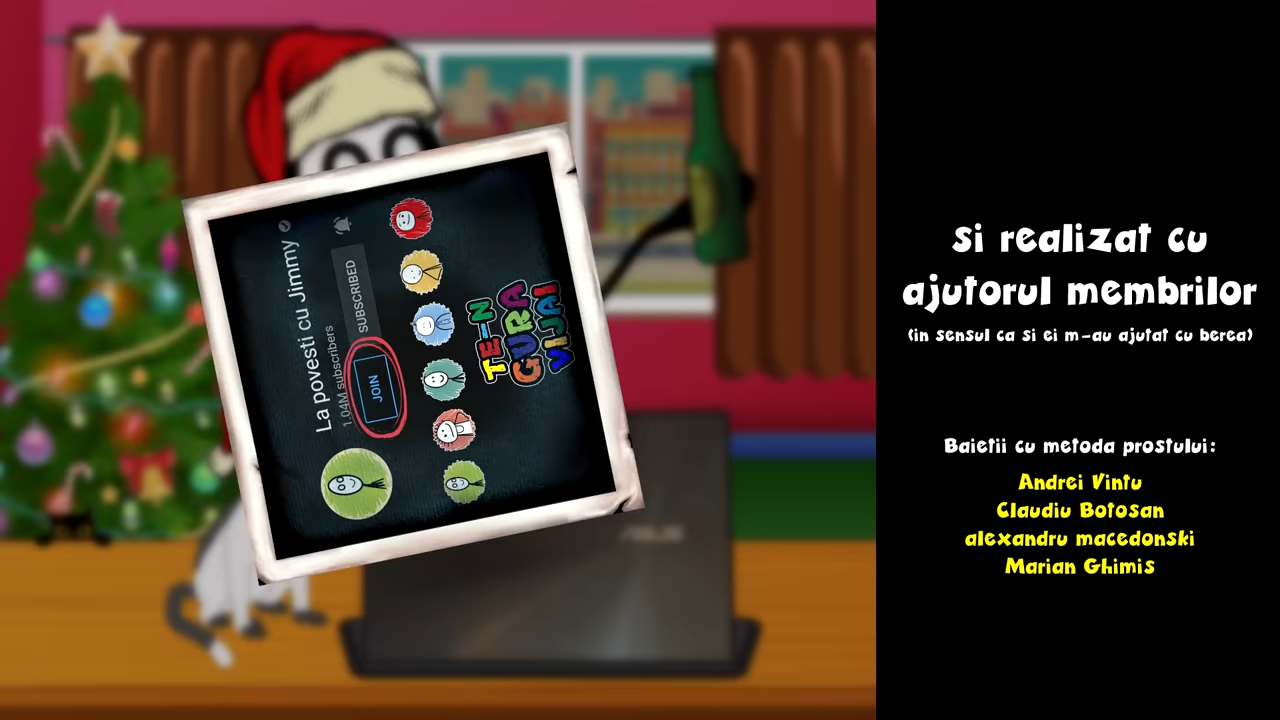 La povesti cu Jimmy
1.04M subscribers
JOIN
SUBSCRIBED
TE-N
GURA
VIJAI
si realizat cu
ajutorul membrilor
(in sensul ca si ei m-au ajutat cu berea)
Baietii cu metoda prostului:
Andrei Vintu
Claudiu Botosan
alexandru macedonski
Marian Ghimis